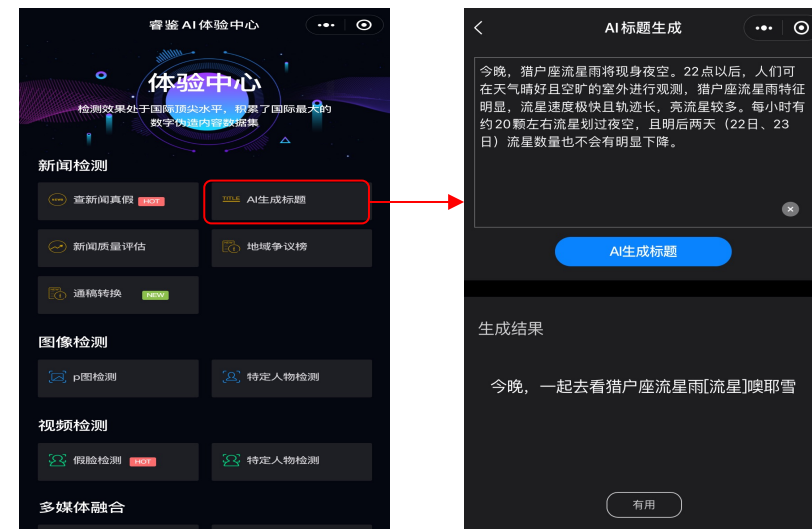 睿鉴AI体验中心
体验中心
检测效果处于国际顶尖水平，积累了国际最大的
数字伪造内容数据集
新闻检测
NEWS 查新闻真假 HOT
TITLE AI生成标题
新闻质量评估
地域争议榜
通稿转换 NEW
图像检测
p图检测
特定人物检测
视频检测
假脸检测 HOT
特定人物检测
多媒体融合
AI标题生成
今晚，猎户座流星雨将现身夜空。22点以后，人们可
在天气晴好且空旷的室外进行观测，猎户座流星雨特征
明显，流星速度极快且轨迹长，亮流星较多。每小时有
约20颗左右流星划过夜空，且明后两天（22日、23
日）流星数量也不会有明显下降。
AI生成标题
生成结果
今晚，一起去看猎户座流星雨[流星]噢耶雪
有用